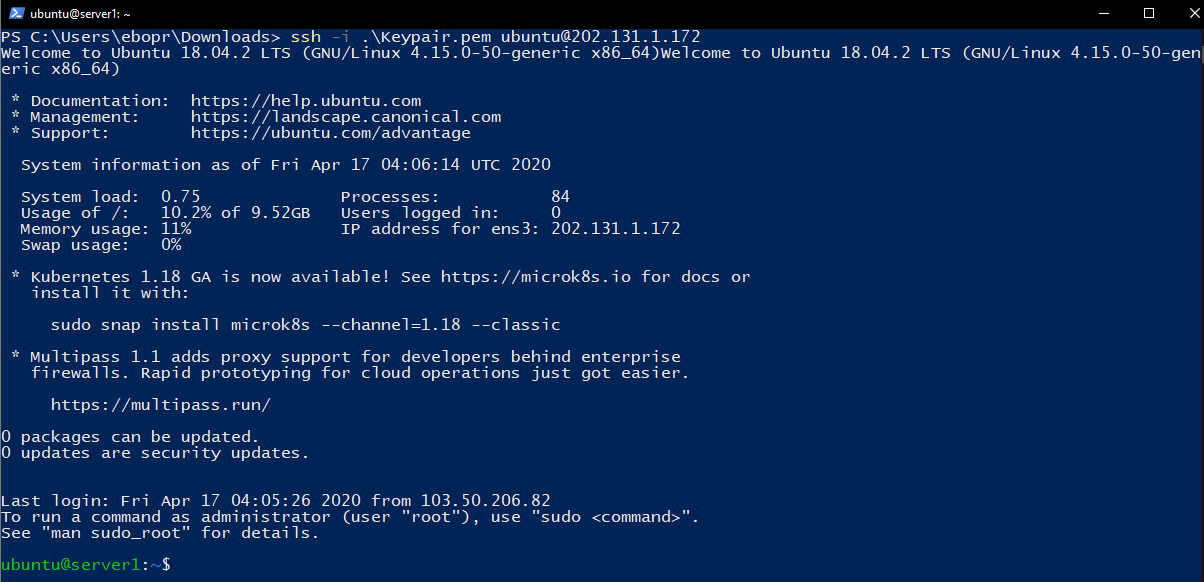 ubuntu@server1: ~
PS C:\Users\ebopr\Downloads> ssh -i .\Keypair.pem ubuntu@202.131.1.172
Welcome to Ubuntu 18.04.2 LTS (GNU/Linux 4.15.0-50-generic x86_64)Welcome to Ubuntu 18.04.2 LTS (GNU/Linux 4.15.0-50-gen
eric x86_64)
* Documentation:  https://help.ubuntu.com
* Management:     https://landscape.canonical.com
* Support:        https://ubuntu.com/advantage
System information as of Fri Apr 17 04:06:14 UTC 2020
System load:  0.75              Processes:           84
Usage of /:   10.2% of 9.52GB   Users logged in:     0
Memory usage: 11%               IP address for ens3: 202.131.1.172
Swap usage:   0%
* Kubernetes 1.18 GA is now available! See https://microk8s.io for docs or
install it with:
sudo snap install microk8s --channel=1.18 --classic
* Multipass 1.1 adds proxy support for developers behind enterprise
firewalls. Rapid prototyping for cloud operations just got easier.
https://multipass.run/
0 packages can be updated.
0 updates are security updates.
Last login: Fri Apr 17 04:05:26 2020 from 103.50.206.82
To run a command as administrator (user "root"), use "sudo <command>".
See "man sudo_root" for details.
ubuntu@server1:~$